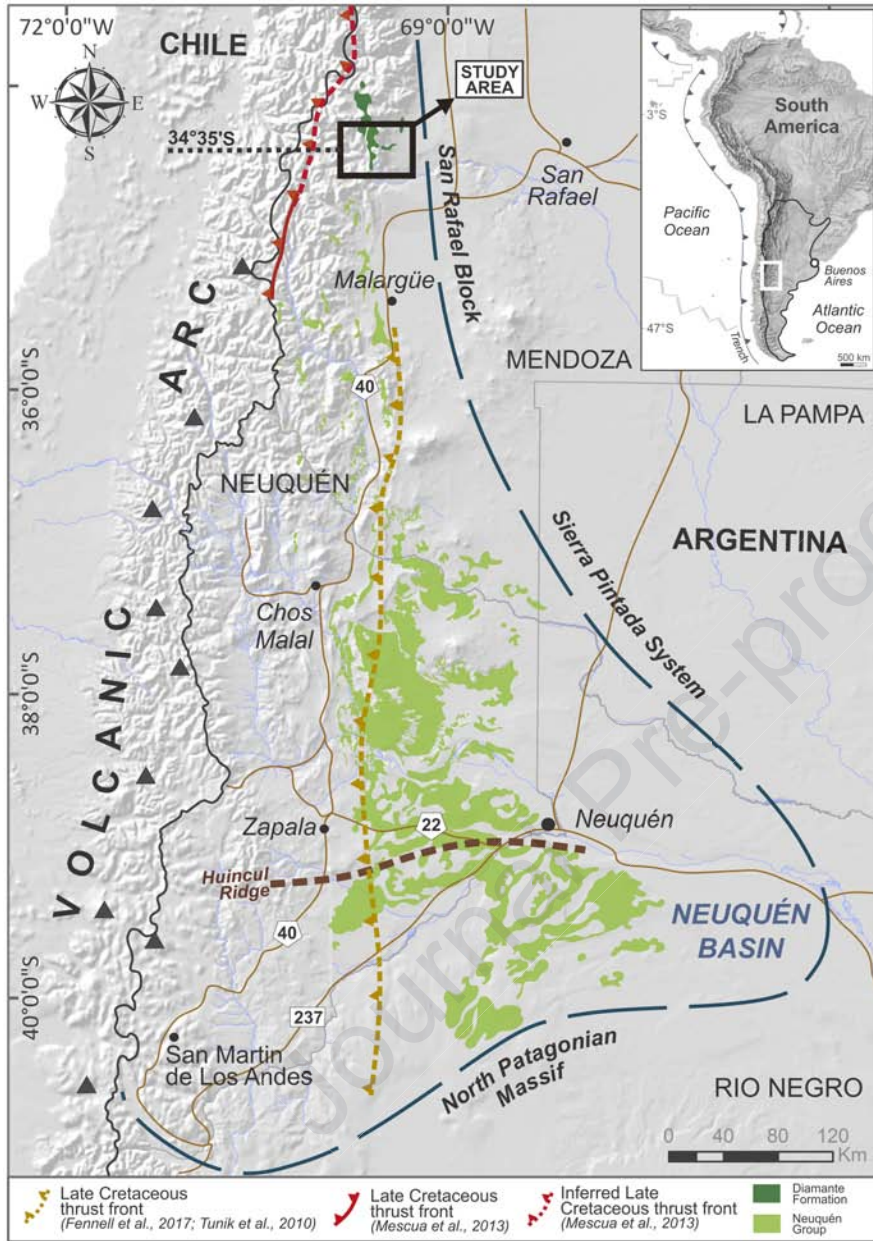 72°0'0"W
69°0'0"W
CHILE
N
W
E
S
STUDY
AREA
34°35'S
San Rafael Block
San
Rafael
Malargüe
3°S
South
America
Pacific
Ocean
Buenos
Aires
Atlantic
Ocean
47°S
Trench
500 km
MENDOZA
36°0'0"S
40
LA PAMPA
VOLCANIC ARC
NEUQUÉN
ARGENTINA
Sierra Pintada System
Chos
Malal
38°0'0"S
Zapala
22
Neuquén
Huincul
Ridge
NEUQUÉN
BASIN
40
40°0'0"S
237
San Martin
de Los Andes
North Patagonian
Massif
RIO NEGRO
0 40 80 120
Km
Journal Pre-proo
Late Cretaceous
thrust front
(Fennell et al., 2017; Tunik et al., 2010)
Late Cretaceous
thrust front
(Mescua et al., 2013)
Inferred Late
Cretaceous thrust front
(Mescua et al., 2013)
Diamante
Formation
Neuquén
Group